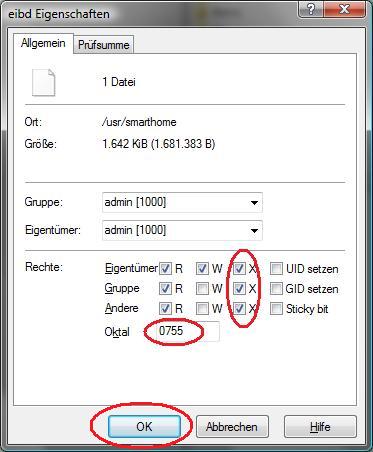 eibd Eigenschaften
Allgemein Prüfsumme
1 Datei
Ort: /usr/smarthome
Größe: 1.642 KiB (1.681.383 B)
Gruppe: admin [1000]
Eigentümer: admin [1000]
Rechte: Eigentümer R W X UID setzen
Gruppe R W X GID setzen
Andere R W X Sticky bit
Oktal 0755
OK Abbrechen Hilfe